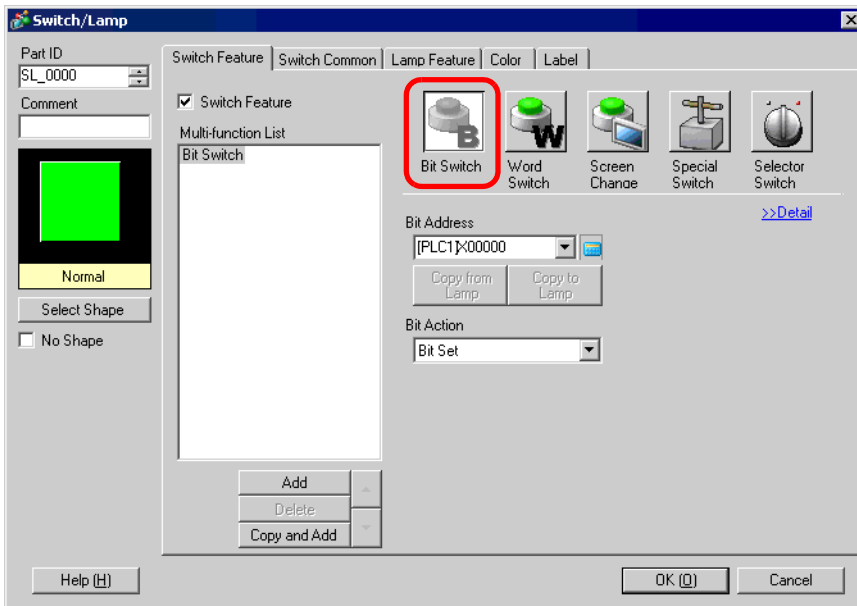 Switch/Lamp
Part ID
SL_0000
Comment
Normal
Select Shape
No Shape
Switch Feature
Switch Common
Lamp Feature
Color
Label
Switch Feature
Multi-function List
Bit Switch
Add
Delete
Copy and Add
Bit Switch
Word
Switch
Screen
Change
Special
Switch
Selector
Switch
>>Detail
Bit Address
[PLC1]X00000
Copy from
Lamp
Copy to
Lamp
Bit Action
Bit Set
Help (H)
OK (O)
Cancel